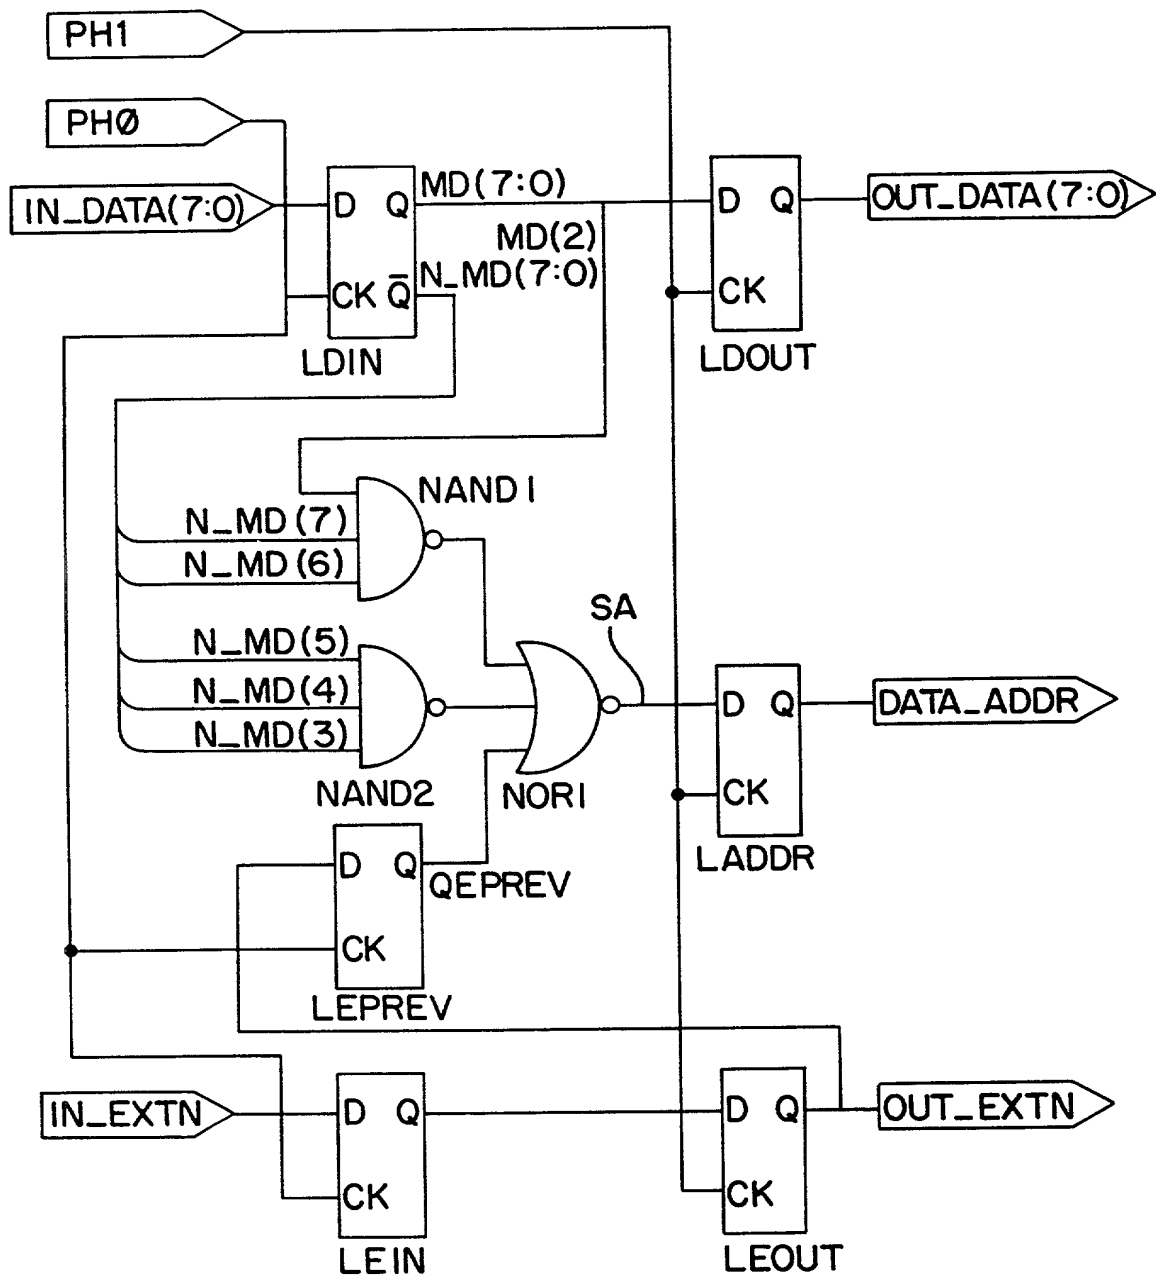 PH1
PHØ
IN_DATA(7:0)
D Q
CK Q̅
LDIN
MD(7:0)
MD(2)
N_MD(7:0)
D Q
CK
LDOUT
OUT_DATA(7:0)
NAND1
N_MD(7)
N_MD(6)
N_MD(5)
N_MD(4)
N_MD(3)
NAND2
NOR1
SA
D Q
CK
LADDR
DATA_ADDR
D Q
CK
QEPREV
LEPREV
IN_EXTN
D Q
CK
LEIN
D Q
CK
LEOUT
OUT_EXTN